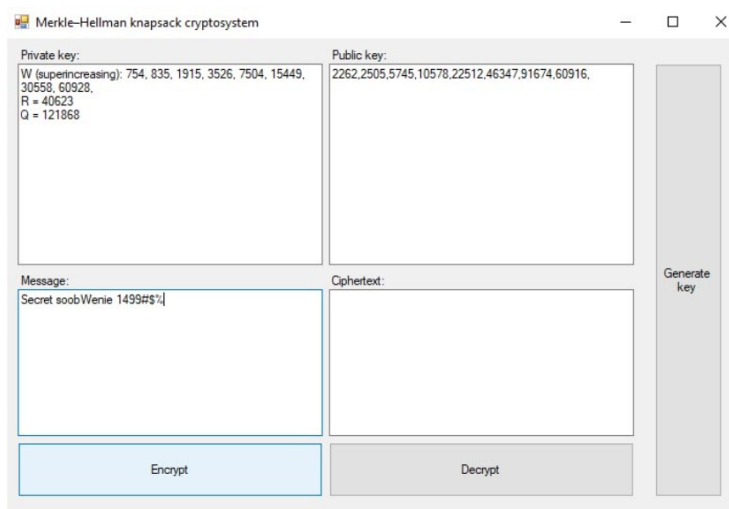 Merkle–Hellman knapsack cryptosystem
Private key:
W (superincreasing): 754, 835, 1915, 3526, 7504, 15449,
30558, 60928,
R = 40623
Q = 121868
Public key:
2262,2505,5745,10578,22512,46347,91674,60916,
Generate
key
Message:
Secret soobWenie 1499#$%
Ciphertext:
Encrypt
Decrypt